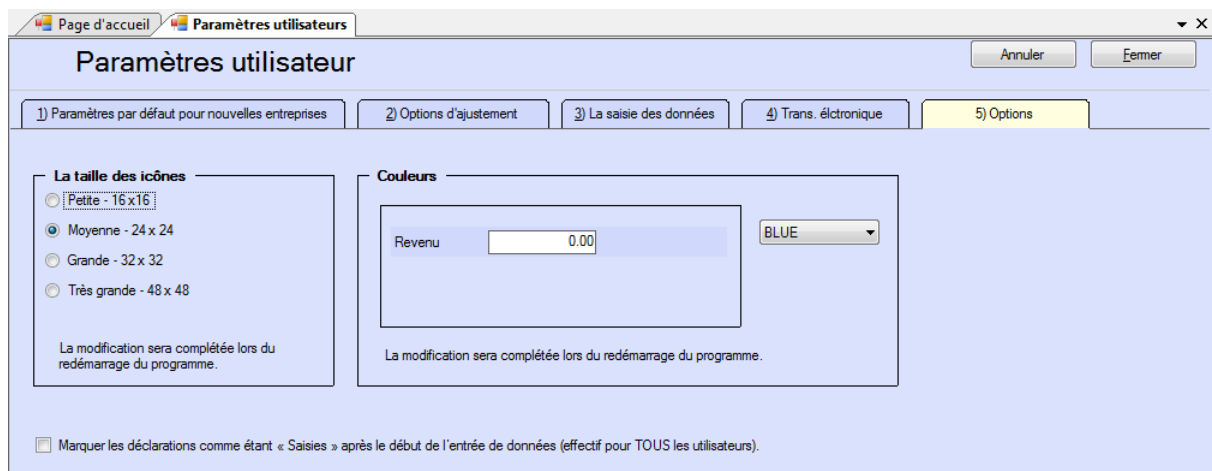 Page d'accueil
Paramètres utilisateurs
Paramètres utilisateur
Annuler
Fermer
1) Paramètres par défaut pour nouvelles entreprises
2) Options d'ajustement
3) La saisie des données
4) Trans. élctronique
5) Options
La taille des icônes
Petite - 16 x16
Moyenne - 24 x 24
Grande - 32 x 32
Très grande - 48 x 48
La modification sera complétée lors du
redémarrage du programme.
Couleurs
Revenu
0.00
BLUE
La modification sera complétée lors du redémarrage du programme.
Marquer les déclarations comme étant « Saisies » après le début de l'entrée de données (effectif pour TOUS les utilisateurs).